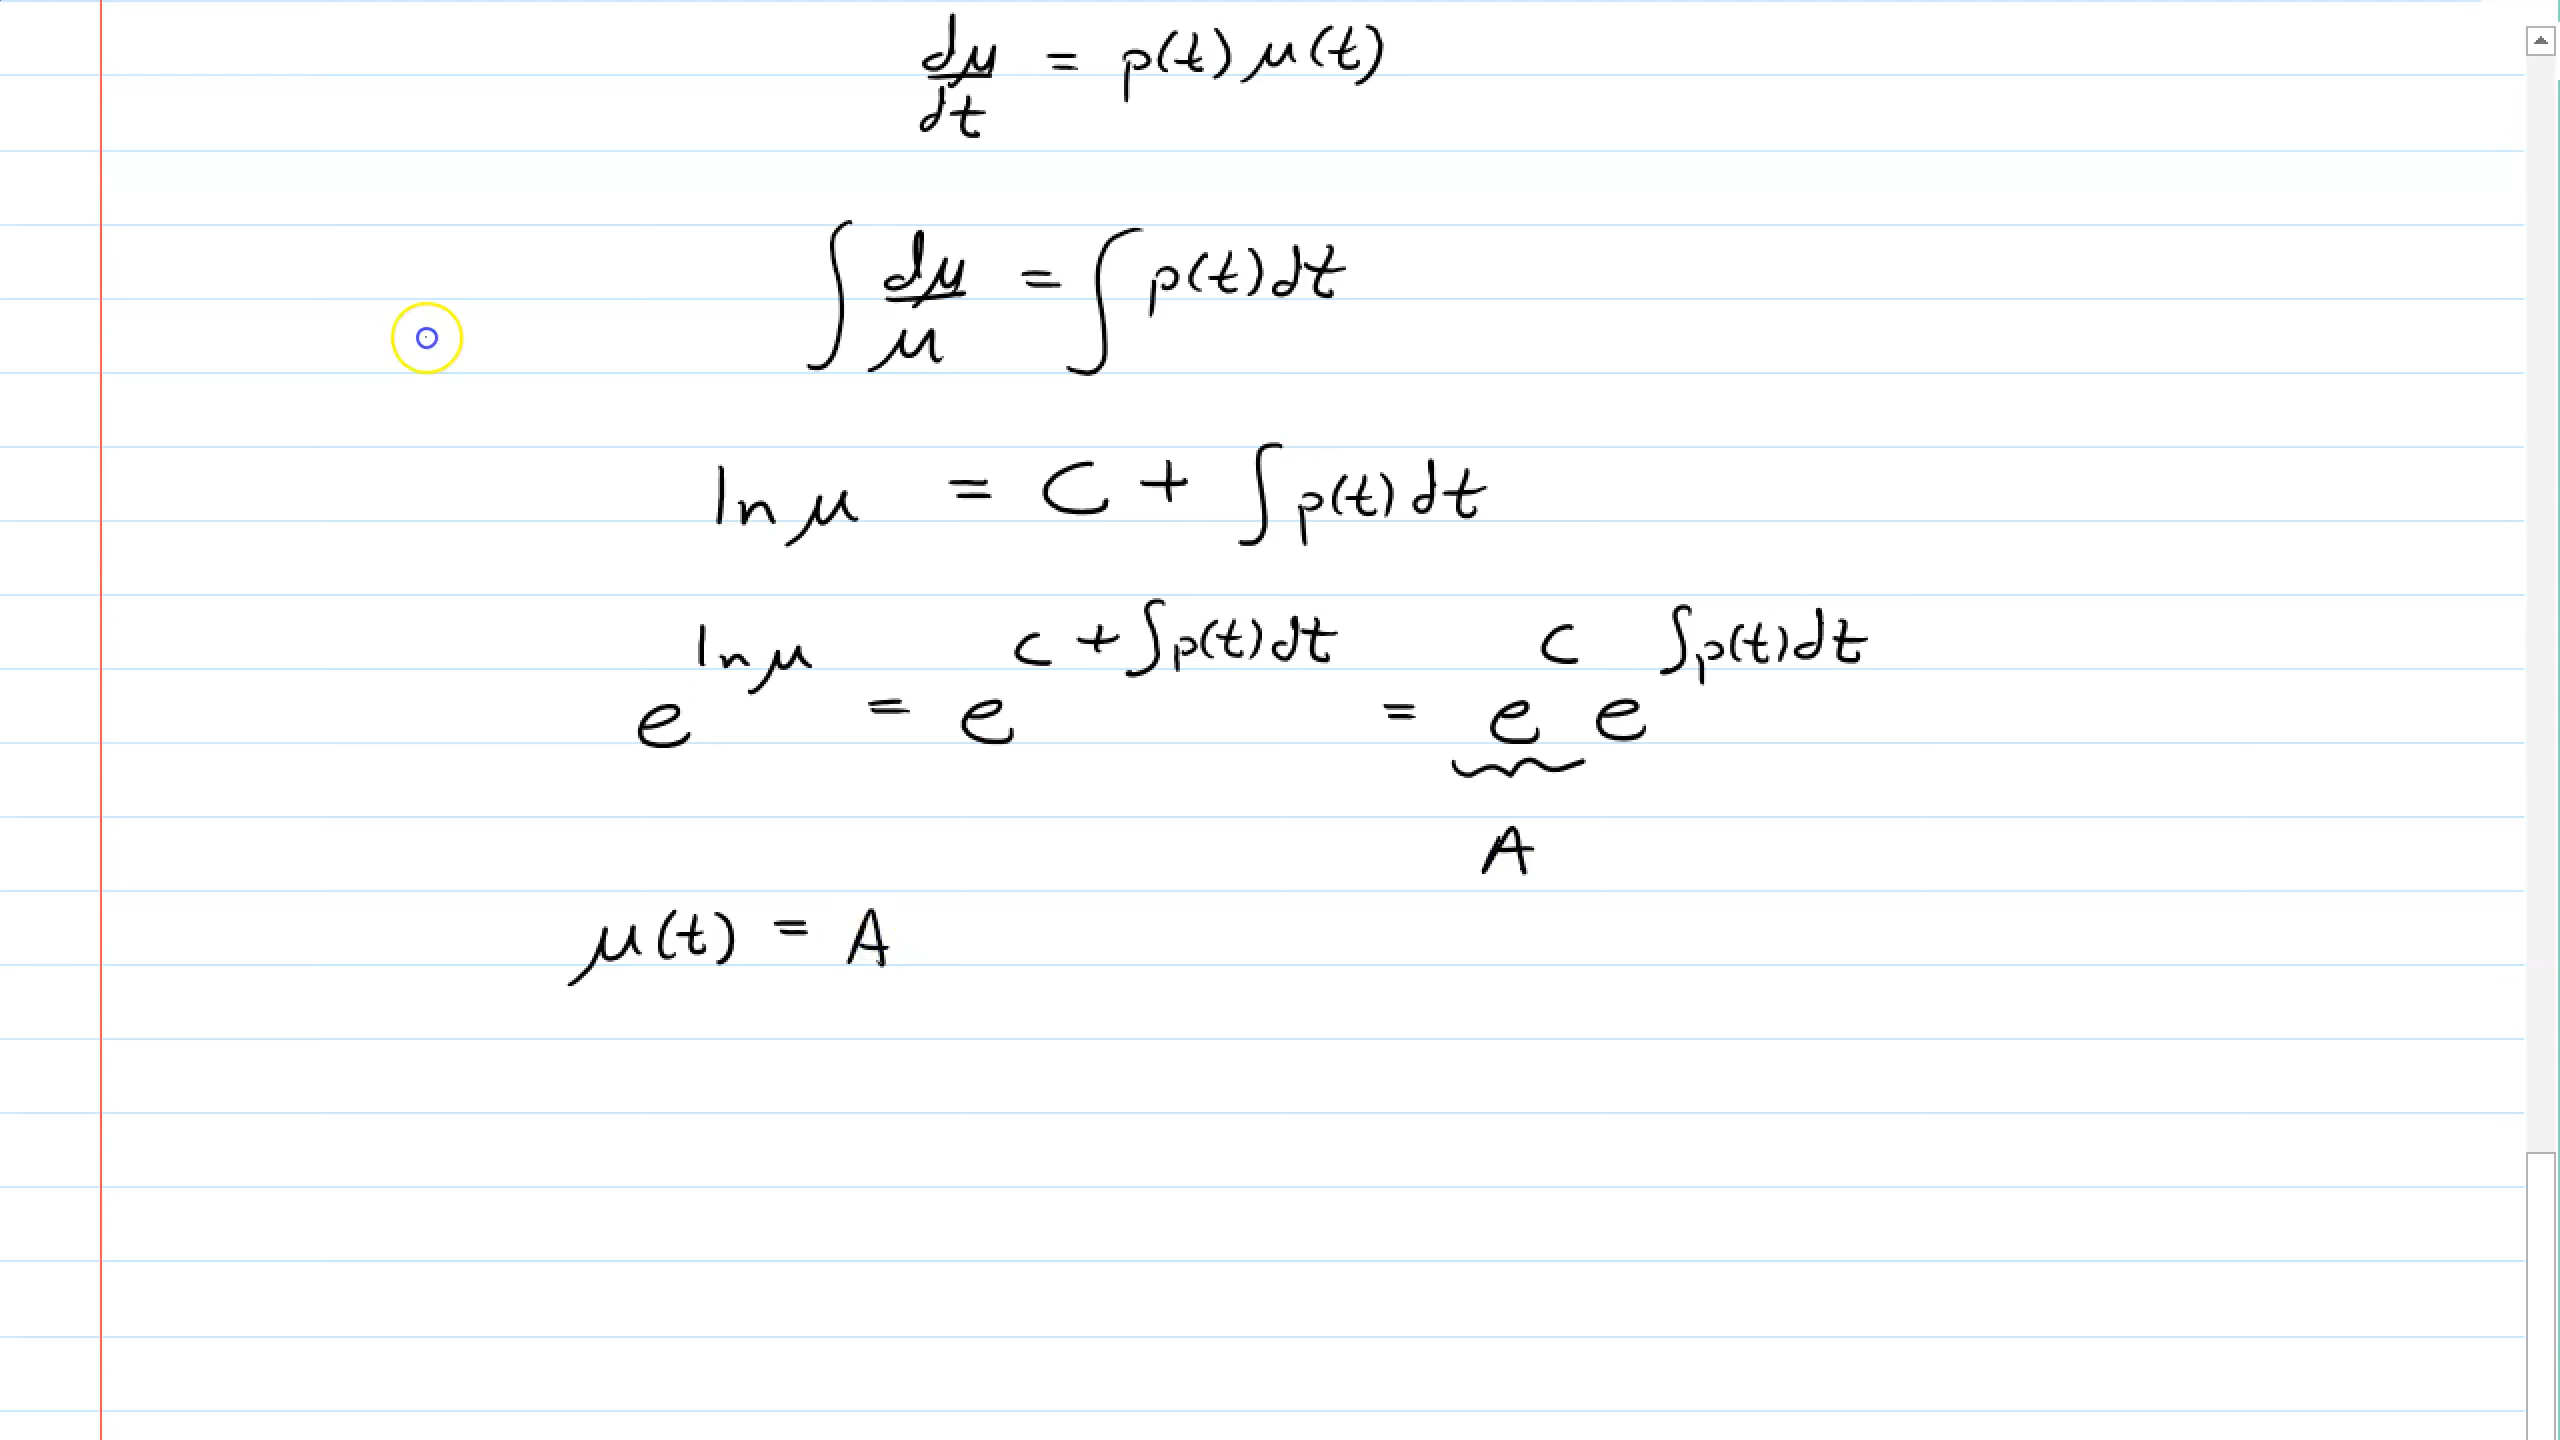 dμ/dt = p(t) μ(t)
∫ dμ/μ = ∫ p(t) dt
ln μ = C + ∫ p(t) dt
e^{ln μ} = e^{C + ∫p(t)dt} = e^{C} e^{∫p(t)dt}
A
μ(t) = A